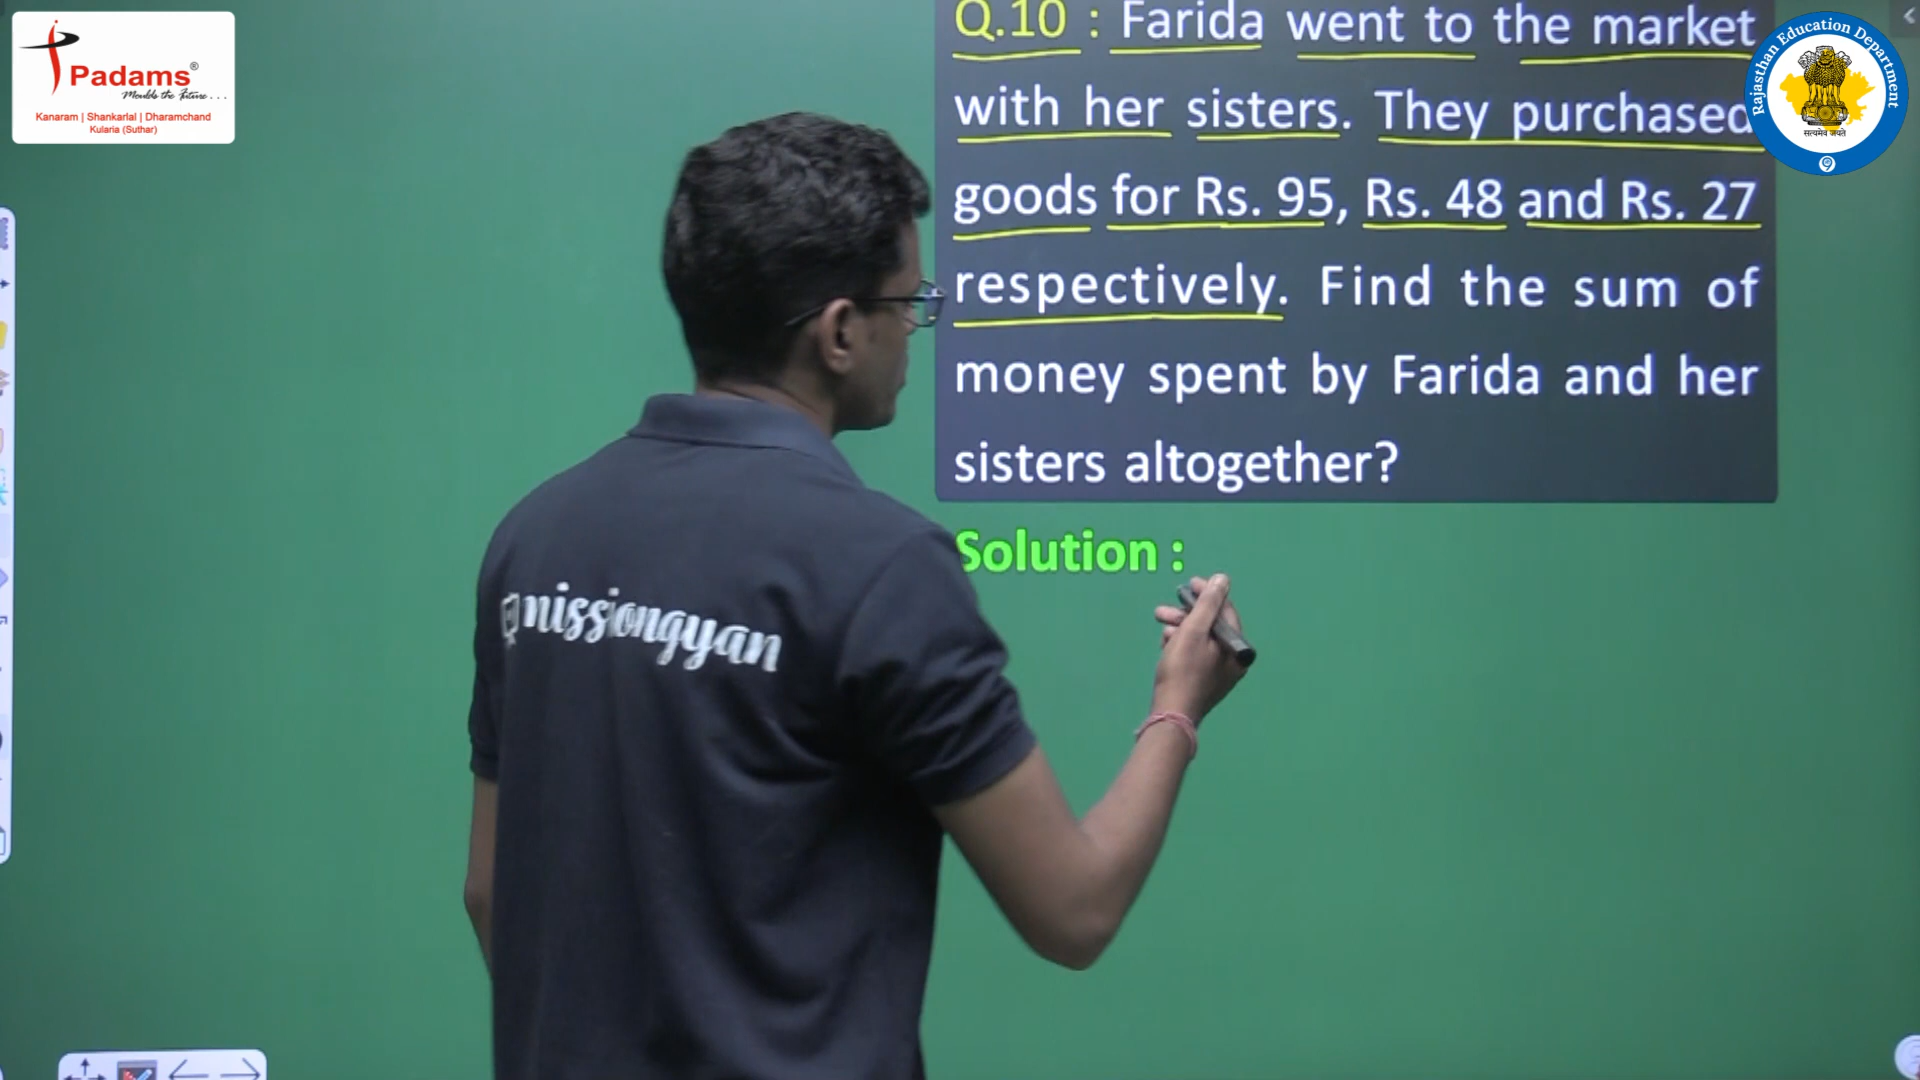 Padams®
Moulds the Future...
Kanaram | Shankarlal | Dharamchand
Kularia (Suthar)
Q.10 : Farida went to the market
with her sisters. They purchased
goods for Rs. 95, Rs. 48 and Rs. 27
respectively. Find the sum of
money spent by Farida and her
sisters altogether?
Solution :
missiongyan
Rajasthan Education Department
सत्यमेव जयते